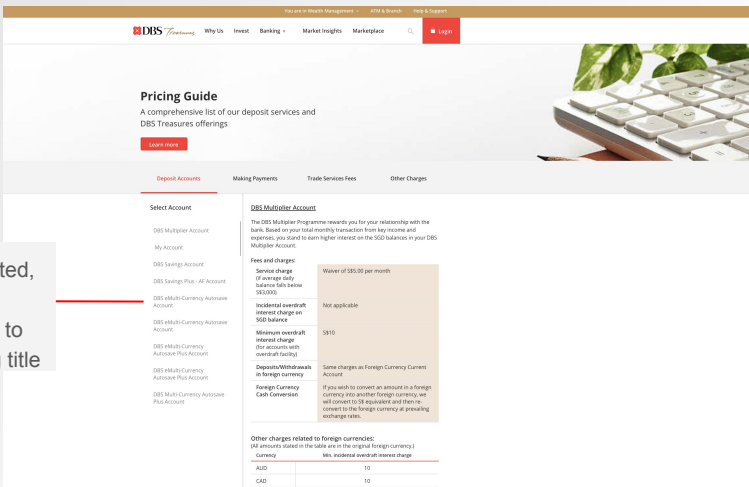 You are in Wealth Management ATM & Branch Help & Support
DBS Treasures Why Us Invest Banking Market Insights Marketplace Login
Pricing Guide
A comprehensive list of our deposit services and
DBS Treasures offerings
Learn more
Deposit Accounts Making Payments Trade Services Fees Other Charges
Select Account
DBS Multiplier Account
My Account
DBS Savings Account
DBS Savings Plus - AF Account
DBS eMulti-Currency Autosave
Account
DBS eMulti-Currency Autosave
Account
DBS eMulti-Currency
Autosave Plus Account
DBS eMulti-Currency
Autosave Plus Account
DBS Multi-Currency Autosave
Plus Account
ted,
to
title
DBS Multiplier Account
The DBS Multiplier Programme rewards you for your relationship with the
bank. Based on your total monthly transaction from key income and
expenses, you stand to earn higher interest on the SGD balances in your DBS
Multiplier Account.
Fees and charges:
Service charge
(if average daily
balance falls below
S$3,000)
Waiver of S$5.00 per month
Incidental overdraft
interest charge on
SGD balance
Not applicable
Minimum overdraft
interest charge
(for accounts with
overdraft facility)
S$10
Deposits/Withdrawals
in foreign currency
Same charges as Foreign Currency Current
Account
Foreign Currency
Cash Conversion
If you wish to convert an amount in a foreign
currency into another foreign currency, we
will convert to S$ equivalent and then re-
convert to the foreign currency at prevailing
exchange rates.
Other charges related to foreign currencies:
(All amounts stated in the table are in the original foreign currency.)
Currency Min. incidental overdraft interest charge
AUD 10
CAD 10